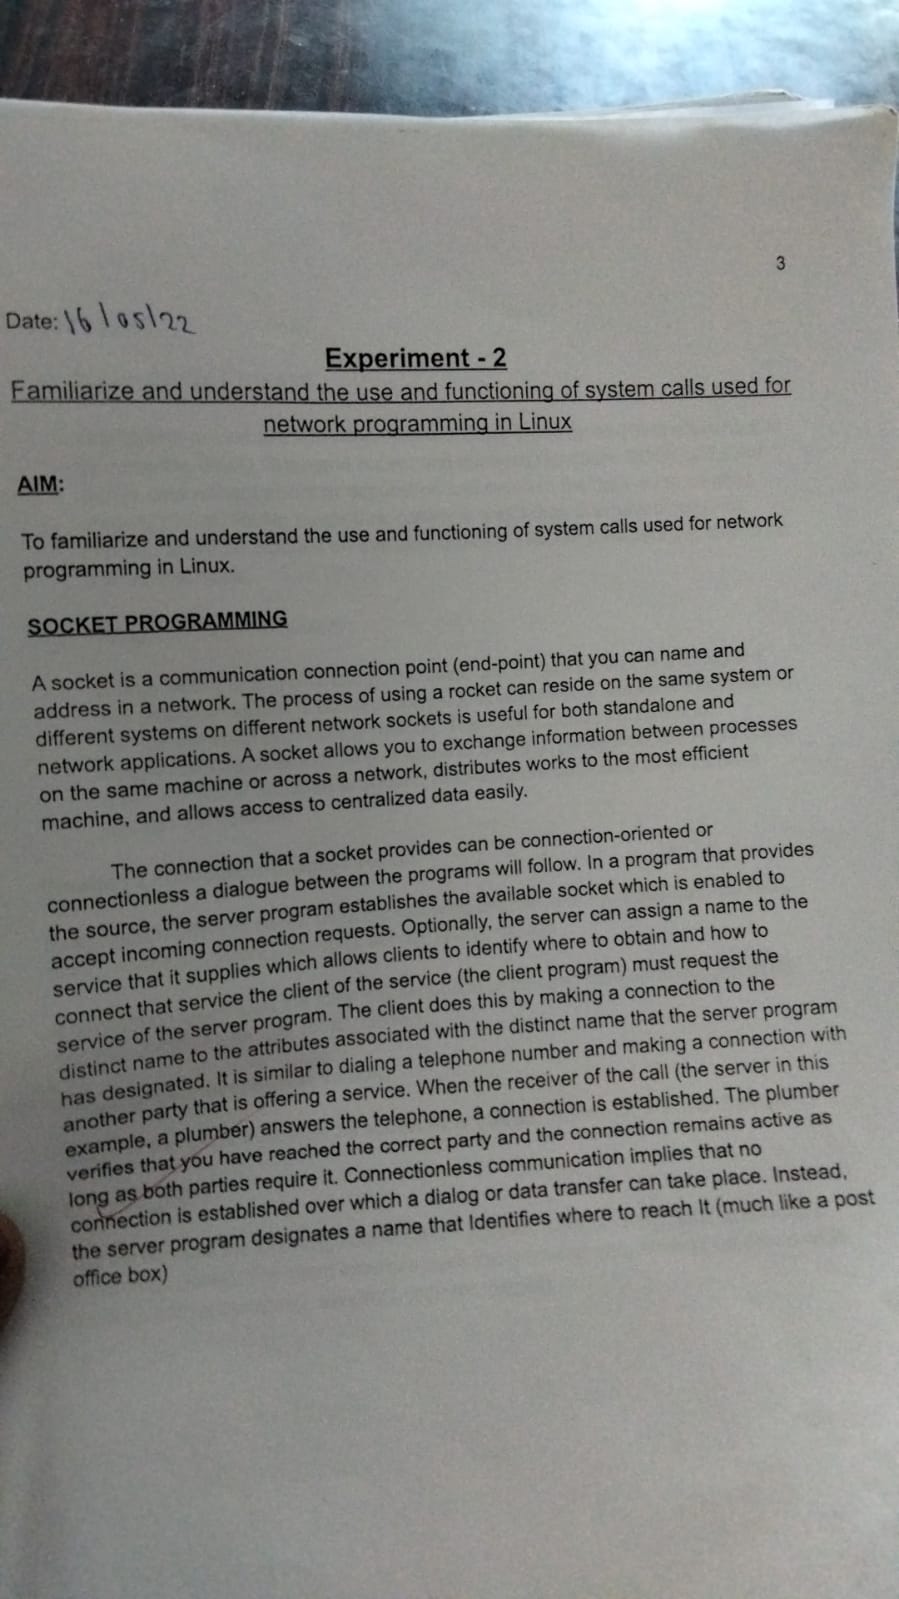 3
Date: 16/05/22
Experiment - 2
Familiarize and understand the use and functioning of system calls used for
network programming in Linux
AIM:
To familiarize and understand the use and functioning of system calls used for network
programming in Linux.
SOCKET PROGRAMMING
A socket is a communication connection point (end-point) that you can name and
address in a network. The process of using a rocket can reside on the same system or
different systems on different network sockets is useful for both standalone and
network applications. A socket allows you to exchange information between processes
on the same machine or across a network, distributes works to the most efficient
machine, and allows access to centralized data easily.
The connection that a socket provides can be connection-oriented or
connectionless a dialogue between the programs will follow. In a program that provides
the source, the server program establishes the available socket which is enabled to
accept incoming connection requests. Optionally, the server can assign a name to the
service that it supplies which allows clients to identify where to obtain and how to
connect that service the client of the service (the client program) must request the
service of the server program. The client does this by making a connection to the
distinct name to the attributes associated with the distinct name that the server program
has designated. It is similar to dialing a telephone number and making a connection with
another party that is offering a service. When the receiver of the call (the server in this
example, a plumber) answers the telephone, a connection is established. The plumber
verifies that you have reached the correct party and the connection remains active as
long as both parties require it. Connectionless communication implies that no
connection is established over which a dialog or data transfer can take place. Instead,
the server program designates a name that Identifies where to reach It (much like a post
office box)